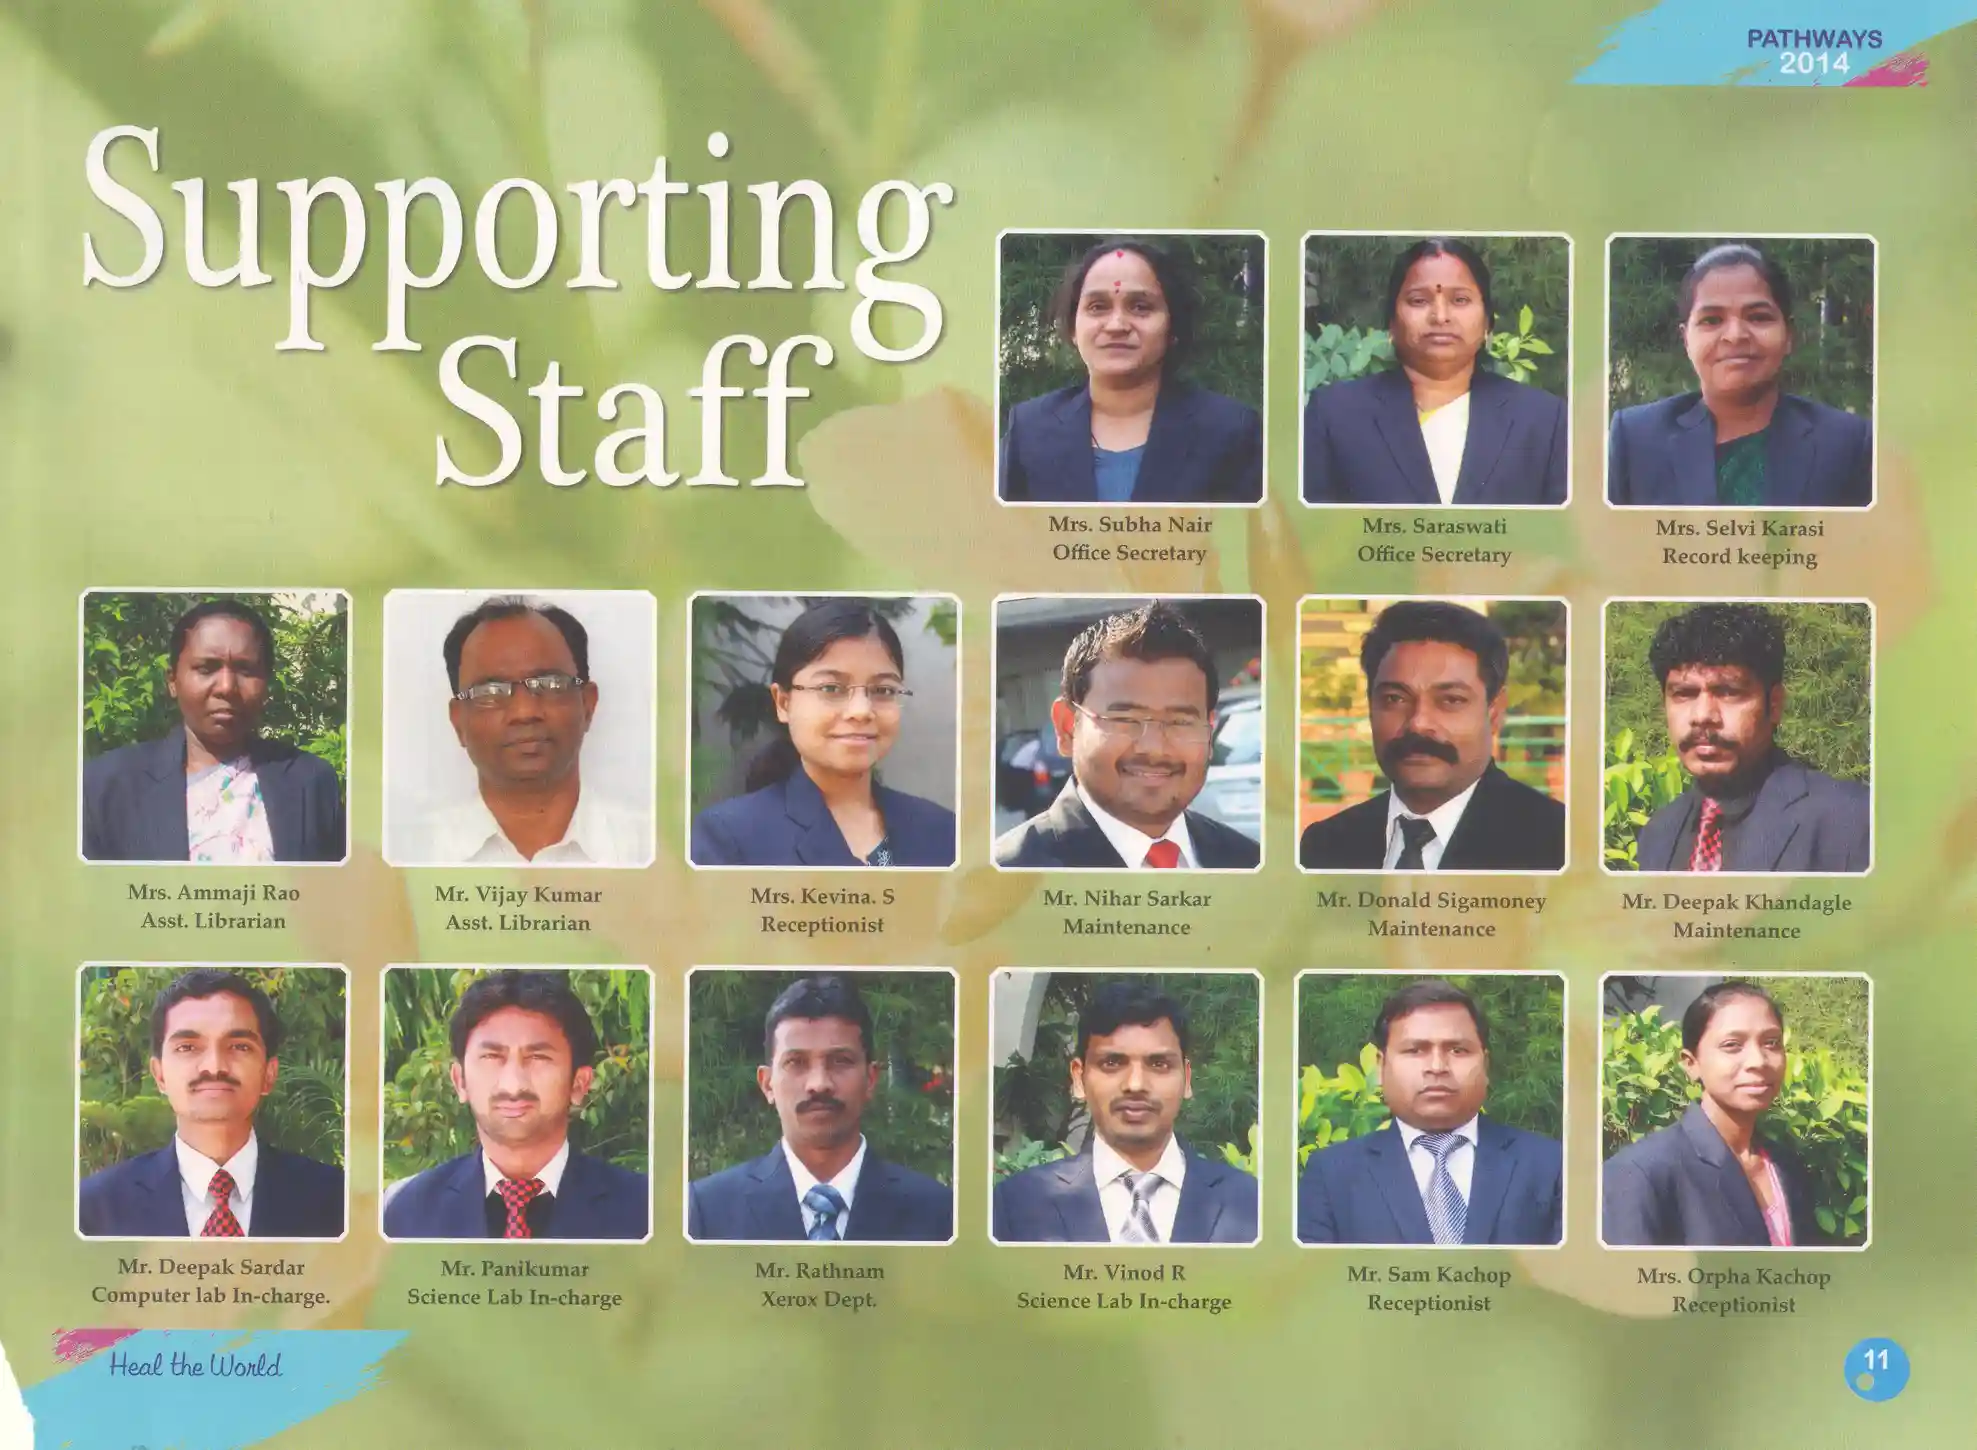 PATHWAYS
2014
Supporting
Staff
Mrs. Subha Nair
Office Secretary
Mrs. Saraswati
Office Secretary
Mrs. Selvi Karasi
Record keeping
Mrs. Ammaji Rao
Asst. Librarian
Mr. Vijay Kumar
Asst. Librarian
Mrs. Kevina. S
Receptionist
Mr. Nihar Sarkar
Maintenance
Mr. Donald Sigamoney
Maintenance
Mr. Deepak Khandagle
Maintenance
Mr. Deepak Sardar
Computer lab In-charge.
Mr. Panikumar
Science Lab In-charge
Mr. Rathnam
Xerox Dept.
Mr. Vinod R
Science Lab In-charge
Mr. Sam Kachop
Receptionist
Mrs. Orpha Kachop
Receptionist
Heal the World
11